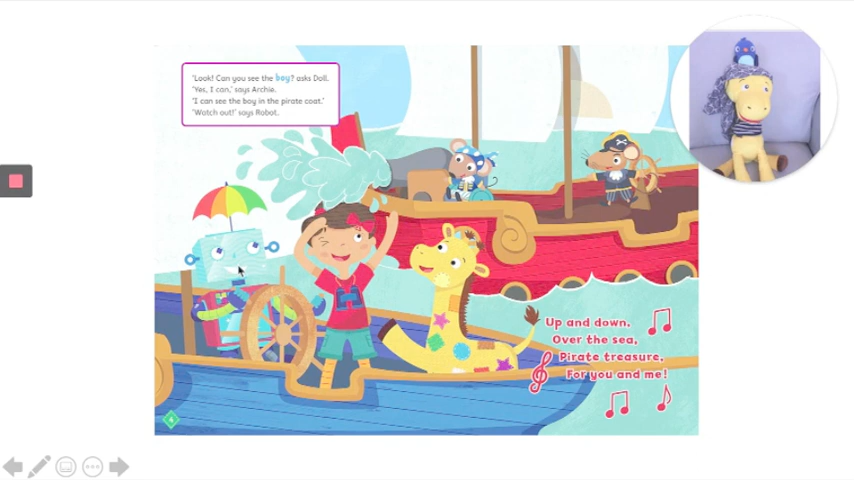 'Look! Can you see the boy? asks Doll.
'Yes, I can,' says Archie.
'I can see the boy in the pirate coat.'
'Watch out!' says Robot.
Up and down,
Over the sea,
Pirate treasure,
For you and me!
4